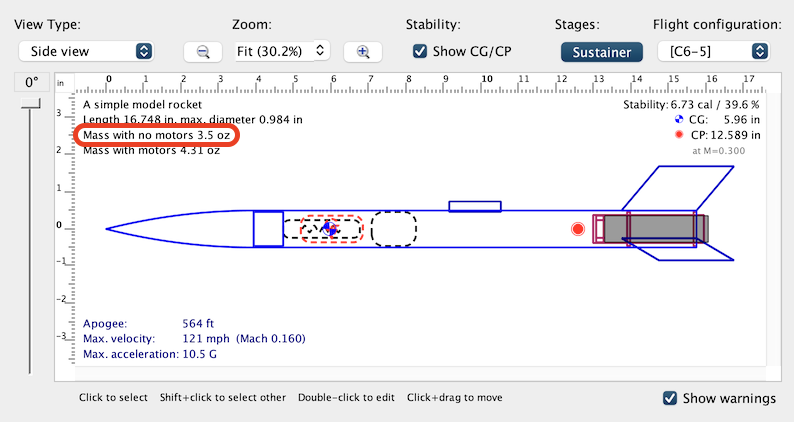 View Type:
Zoom:
Stability:
Stages:
Flight configuration:
Side view
Fit (30.2%)
Show CG/CP
Sustainer
[C6-5]
0°
in
0 1 2 3 4 5 6 7 8 9 10 11 12 13 14 15 16 17
3
2
1
0
-1
-2
-3
A simple model rocket
Length 16.748 in, max. diameter 0.984 in
Mass with no motors 3.5 oz
Mass with motors 4.31 oz
Stability: 6.73 cal / 39.6 %
CG: 5.96 in
CP: 12.589 in
at M=0.300
Apogee: 564 ft
Max. velocity: 121 mph (Mach 0.160)
Max. acceleration: 10.5 G
Click to select Shift+click to select other Double-click to edit Click+drag to move
Show warnings